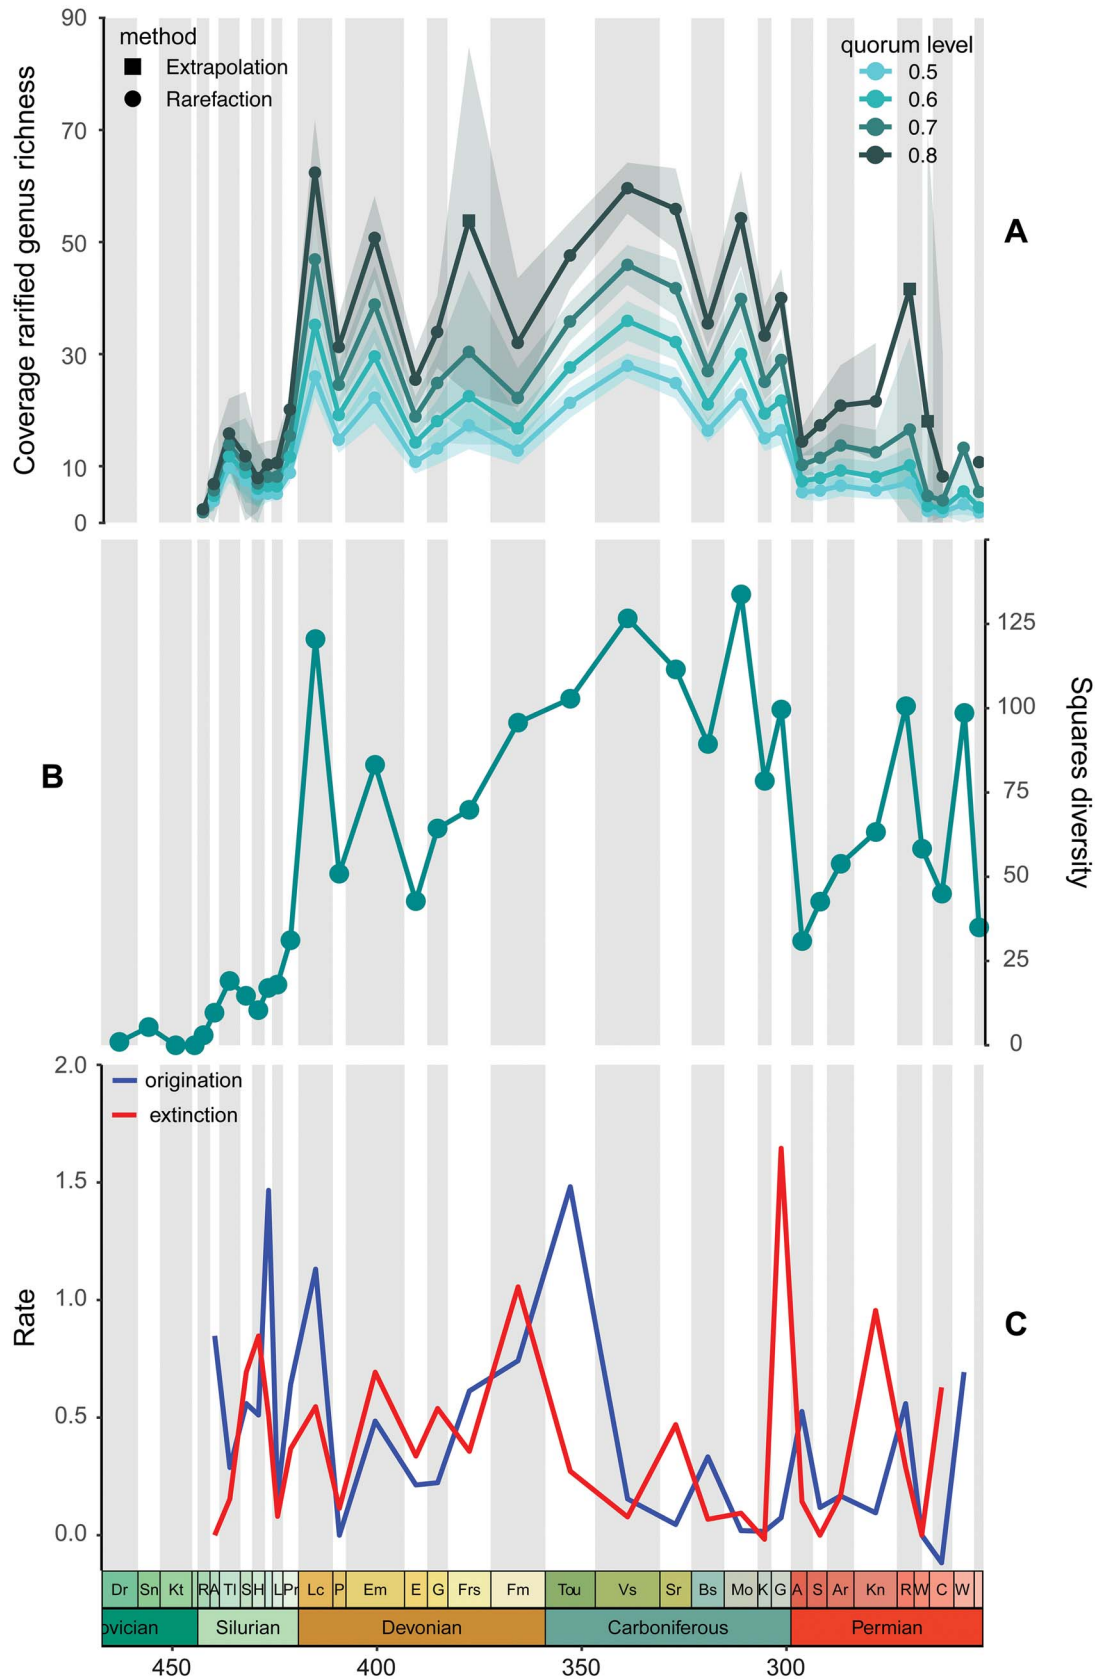 90
70
50
30
10
0
Coverage rarified genus richness
method
Extrapolation
Rarefaction
quorum level
0.5
0.6
0.7
0.8
A
B
125
100
75
50
25
0
Squares diversity
2.0
1.5
1.0
0.5
0.0
Rate
origination
extinction
C
Dr Sn Kt R A Tl S H L Pr Lc P Em E G Frs Fm Tou Vs Sr Bs Mo K G A S Ar Kn R W C W
ovician Silurian Devonian Carboniferous Permian
450 400 350 300